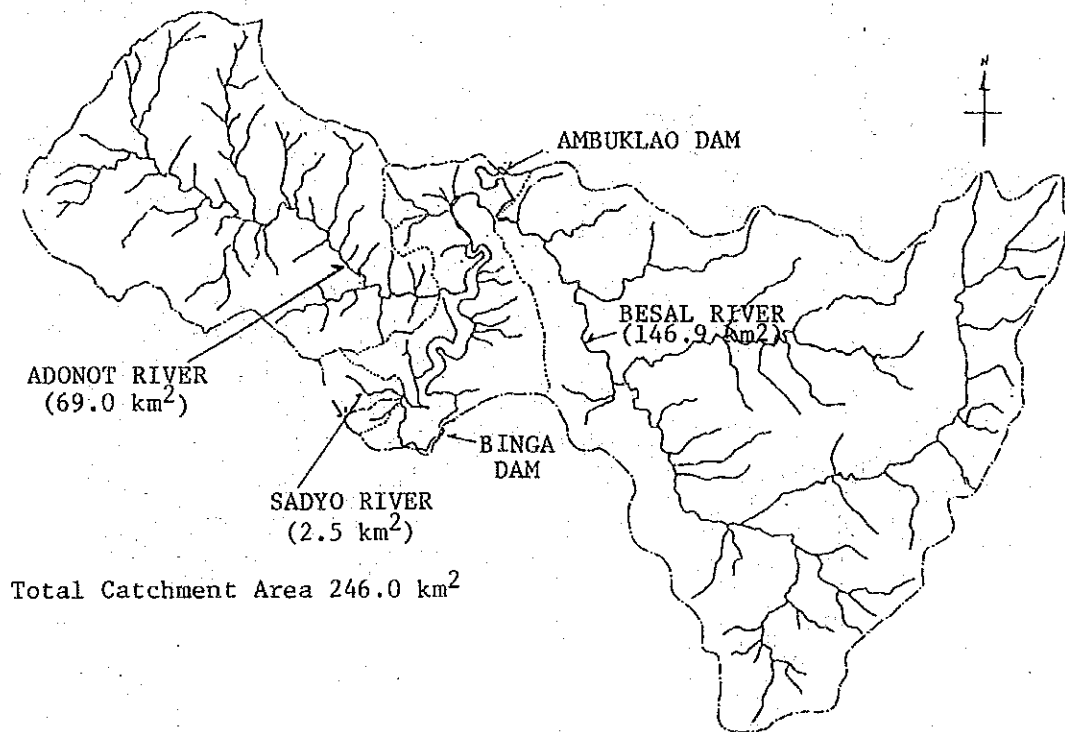 N
AMBUKLAO DAM
BESAL RIVER
(146.9 km2)
ADONOT RIVER
(69.0 km²)
BINGA
DAM
SADYO RIVER
(2.5 km²)
Total Catchment Area 246.0 km²